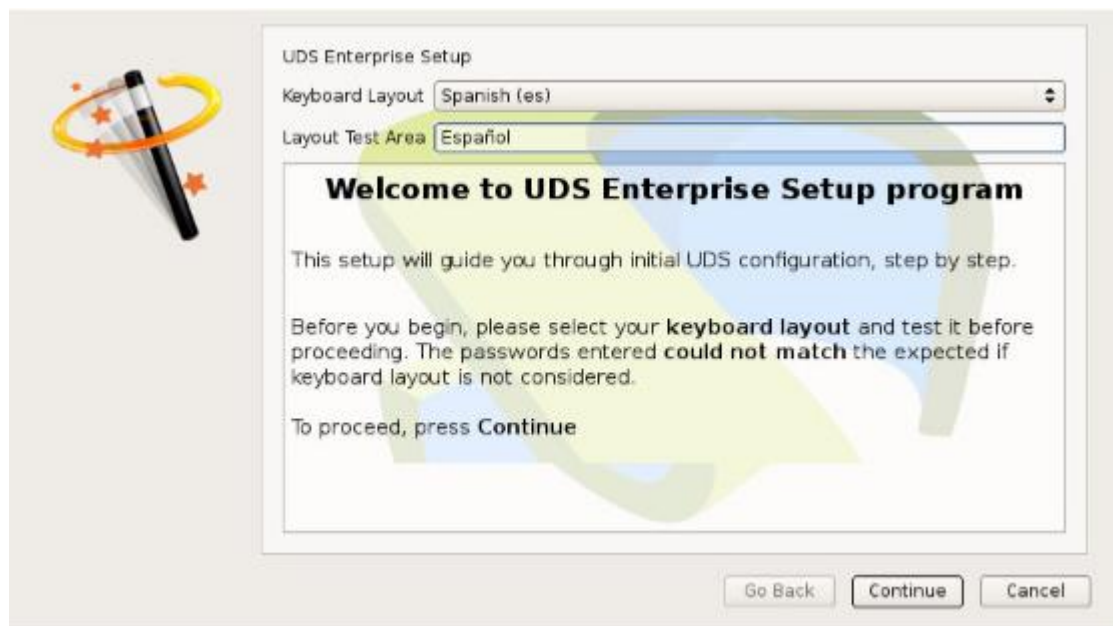 UDS Enterprise Setup
Keyboard Layout Spanish (es)
Layout Test Area Español
Welcome to UDS Enterprise Setup program
This setup will guide you through initial UDS configuration, step by step.
Before you begin, please select your keyboard layout and test it before
proceeding. The passwords entered could not match the expected if
keyboard layout is not considered.
To proceed, press Continue
Go Back Continue Cancel